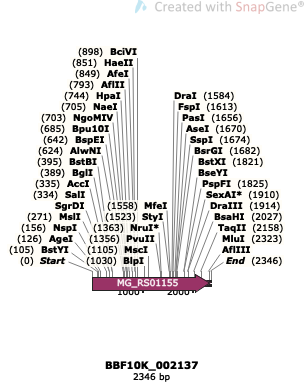 Created with SnapGene®
(898) BciVI
(851) HaeII
(849) AfeI
(793) AflII
(744) HpaI
(705) NaeI
(703) NgoMIV
(685) Bpu10I
(642) BspEI
(624) AlwNI
(395) BstBI
(389) BglI
(335) AccI
(334) SalI
SgrDI
(271) MslI
(156) NspI
(126) AgeI
(105) BstYI
(0) Start
(1558) MfeI
(1523) StyI
(1363) NruI*
(1356) PvuII
(1105) MscI
(1030) BlpI
DraI (1584)
FspI (1613)
PasI (1656)
AseI (1670)
SspI (1674)
BsrGI (1682)
BstXI (1821)
BseYI
PspFI (1825)
SexAI* (1910)
DraIII (1914)
BsaHI (2027)
TaqII (2158)
MluI (2323)
AflIII
End (2346)
MG_RS01155
1000
2000
BBF10K_002137
2346 bp